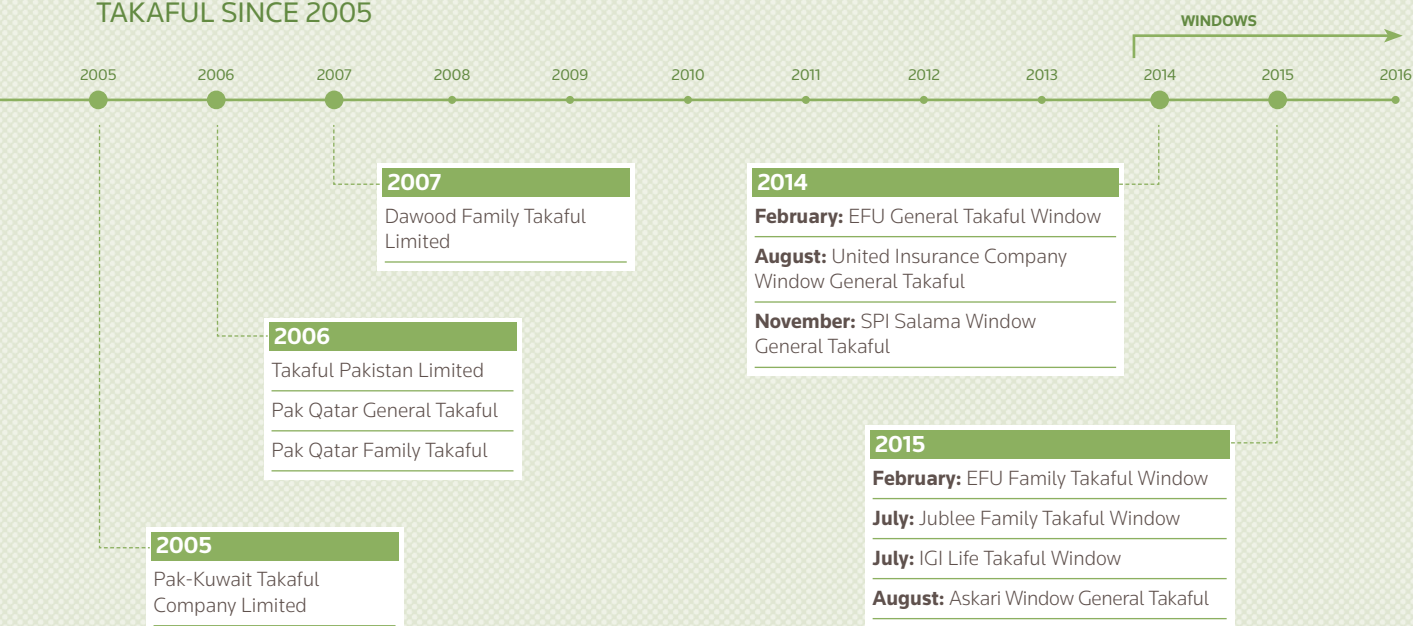 TAKAFUL SINCE 2005
WINDOWS
2005 2006 2007 2008 2009 2010 2011 2012 2013 2014 2015 2016
2007
Dawood Family Takaful
Limited
2006
Takaful Pakistan Limited
Pak Qatar General Takaful
Pak Qatar Family Takaful
2005
Pak-Kuwait Takaful
Company Limited
2014
February: EFU General Takaful Window
August: United Insurance Company
Window General Takaful
November: SPI Salama Window
General Takaful
2015
February: EFU Family Takaful Window
July: Jublee Family Takaful Window
July: IGI Life Takaful Window
August: Askari Window General Takaful